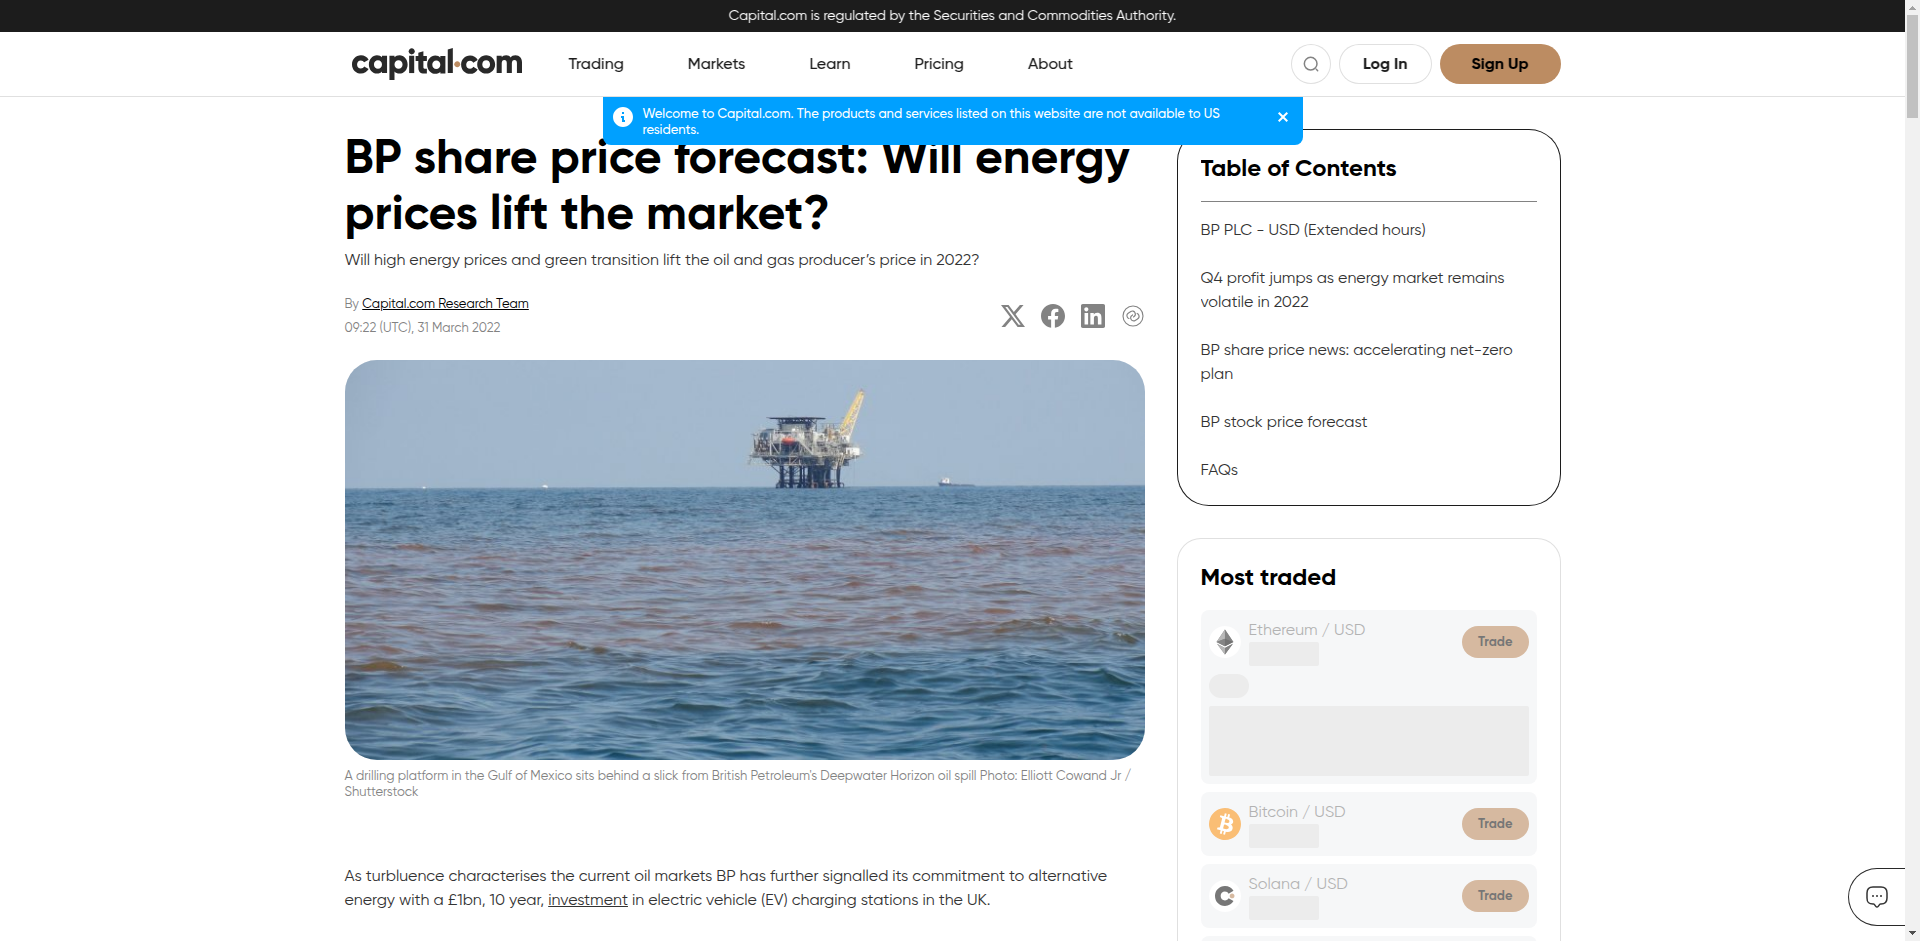 Capital.com is regulated by the Securities and Commodities Authority.
capital.com
Trading
Markets
Learn
Pricing
About
Log In
Sign Up
Welcome to Capital.com. The products and services listed on this website are not available to US
residents.
BP share price forecast: Will energy
prices lift the market?
Will high energy prices and green transition lift the oil and gas producer's price in 2022?
By Capital.com Research Team
09:22 (UTC), 31 March 2022
A drilling platform in the Gulf of Mexico sits behind a slick from British Petroleum's Deepwater Horizon oil spill Photo: Elliott Cowand Jr /
Shutterstock
As turbluence characterises the current oil markets BP has further signalled its commitment to alternative
energy with a £1bn, 10 year, investment in electric vehicle (EV) charging stations in the UK.
Table of Contents
BP PLC - USD (Extended hours)
Q4 profit jumps as energy market remains
volatile in 2022
BP share price news: accelerating net-zero
plan
BP stock price forecast
FAQs
Most traded
Ethereum / USD
Trade
Bitcoin / USD
Trade
Solana / USD
Trade